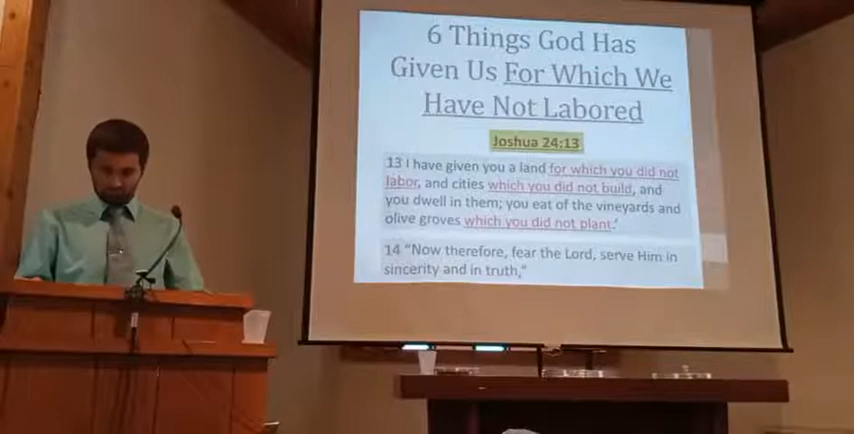 6 Things God Has
Given Us For Which We
Have Not Labored
Joshua 24:13
13 I have given you a land for which you did not
labor, and cities which you did not build, and
you dwell in them; you eat of the vineyards and
olive groves which you did not plant.'
14 “Now therefore, fear the Lord, serve Him in
sincerity and in truth,”